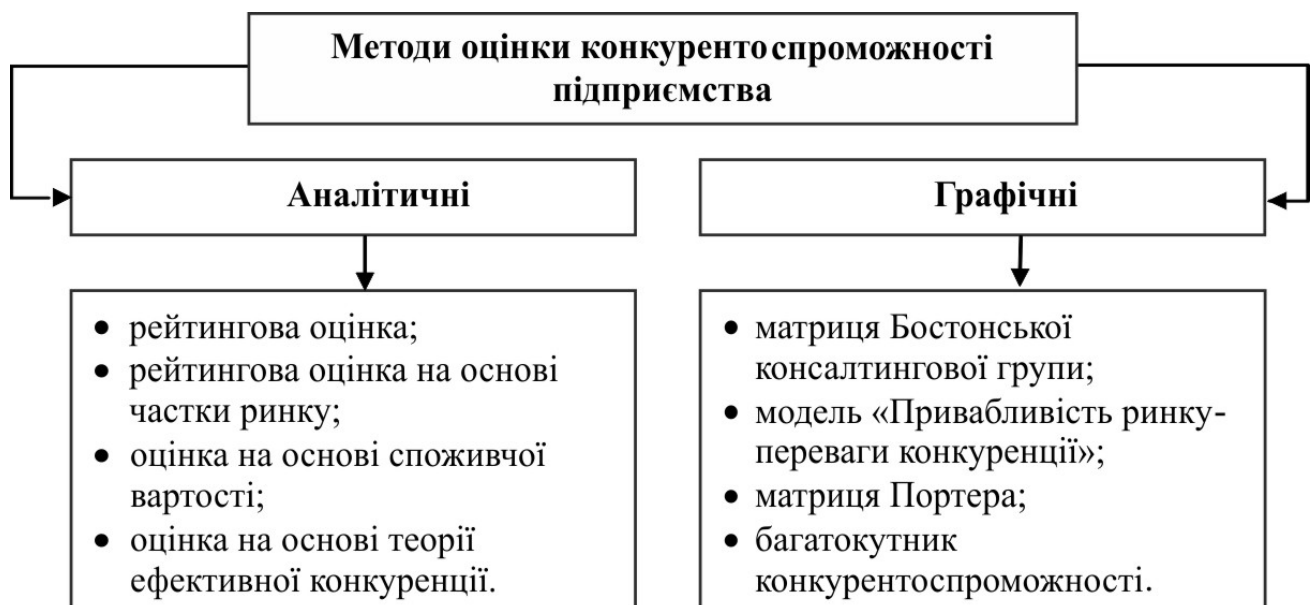 Методи оцінки конкурентоспроможності
підприємства
Аналітичні
Графічні
• рейтингова оцінка;
• рейтингова оцінка на основі
частки ринку;
• оцінка на основі споживчої
вартості;
• оцінка на основі теорії
ефективної конкуренції.
• матриця Бостонської
консалтингової групи;
• модель «Привабливість ринку-
переваги конкуренції»;
• матриця Портера;
• багатокутник
конкурентоспроможності.